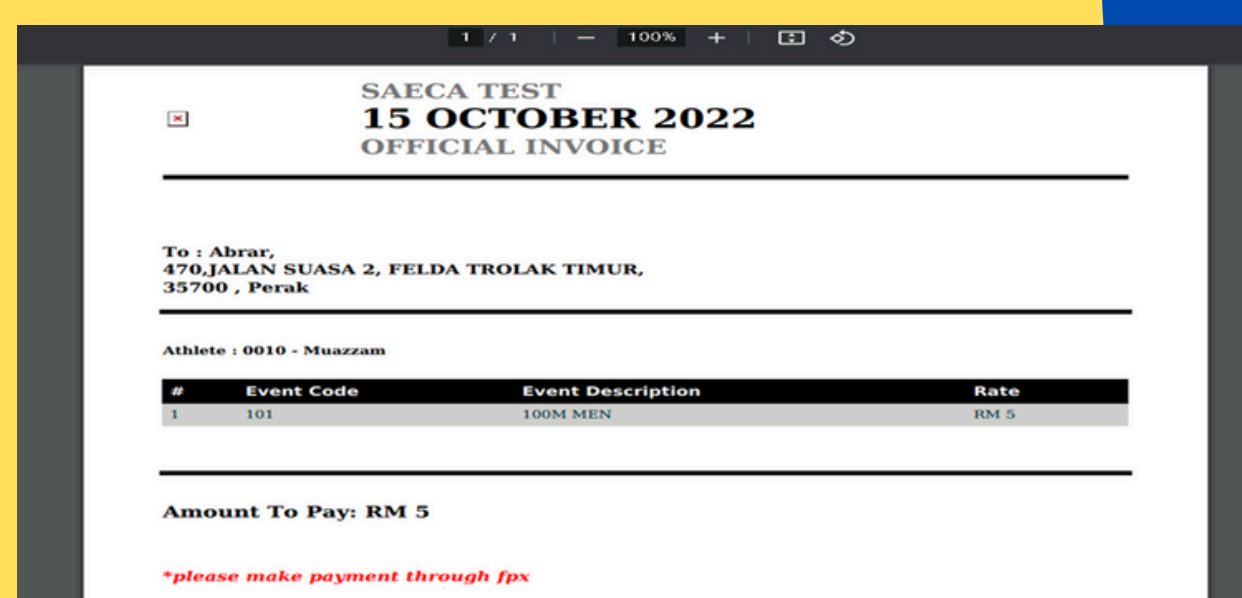 1 / 1 | — 100% + |
SAECA TEST
15 OCTOBER 2022
OFFICIAL INVOICE
To : Abrar,
470,JALAN SUASA 2, FELDA TROLAK TIMUR,
35700 , Perak
Athlete : 0010 - Muazzam
# Event Code Event Description Rate
1 101 100M MEN RM 5
Amount To Pay: RM 5
*please make payment through fpx